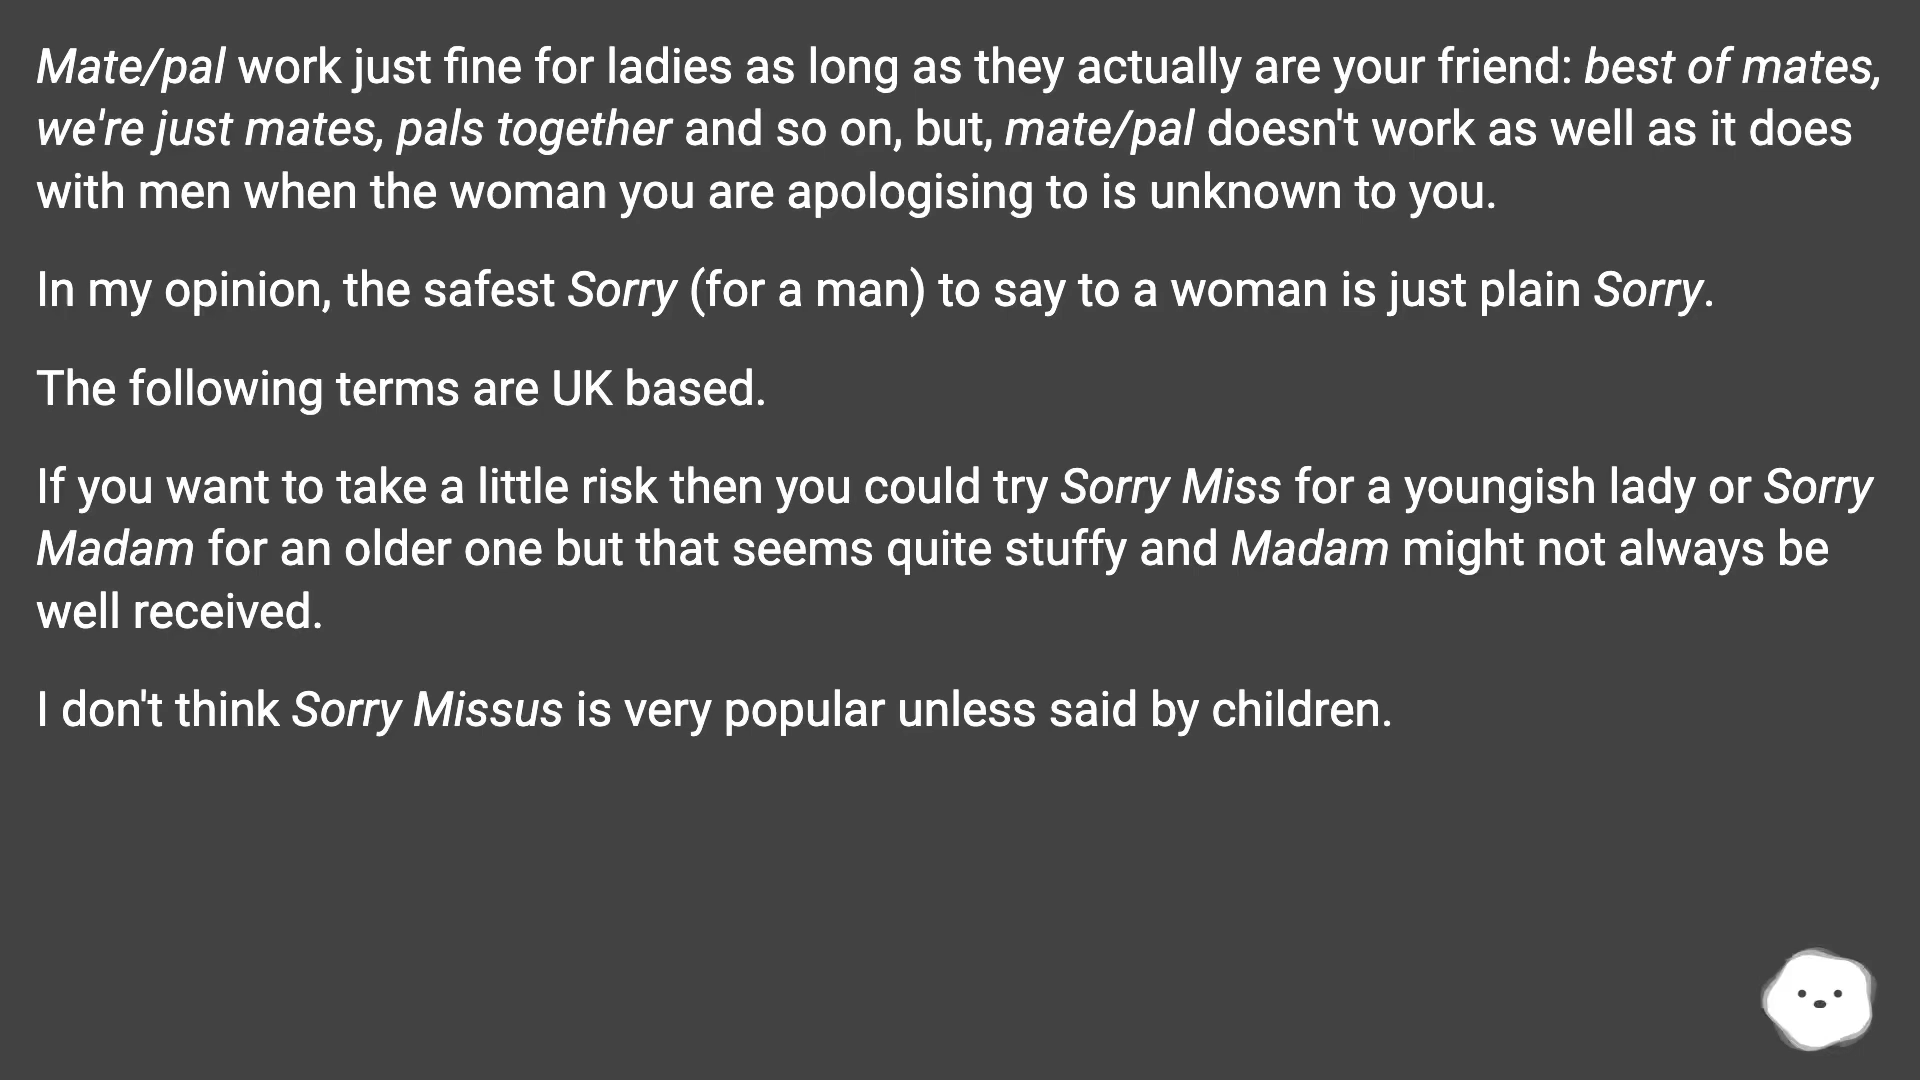 Mate/pal work just fine for ladies as long as they actually are your friend: best of mates,
we're just mates, pals together and so on, but, mate/pal doesn't work as well as it does
with men when the woman you are apologising to is unknown to you.
In my opinion, the safest Sorry (for a man) to say to a woman is just plain Sorry.
The following terms are UK based.
If you want to take a little risk then you could try Sorry Miss for a youngish lady or Sorry
Madam for an older one but that seems quite stuffy and Madam might not always be
well received.
I don't think Sorry Missus is very popular unless said by children.